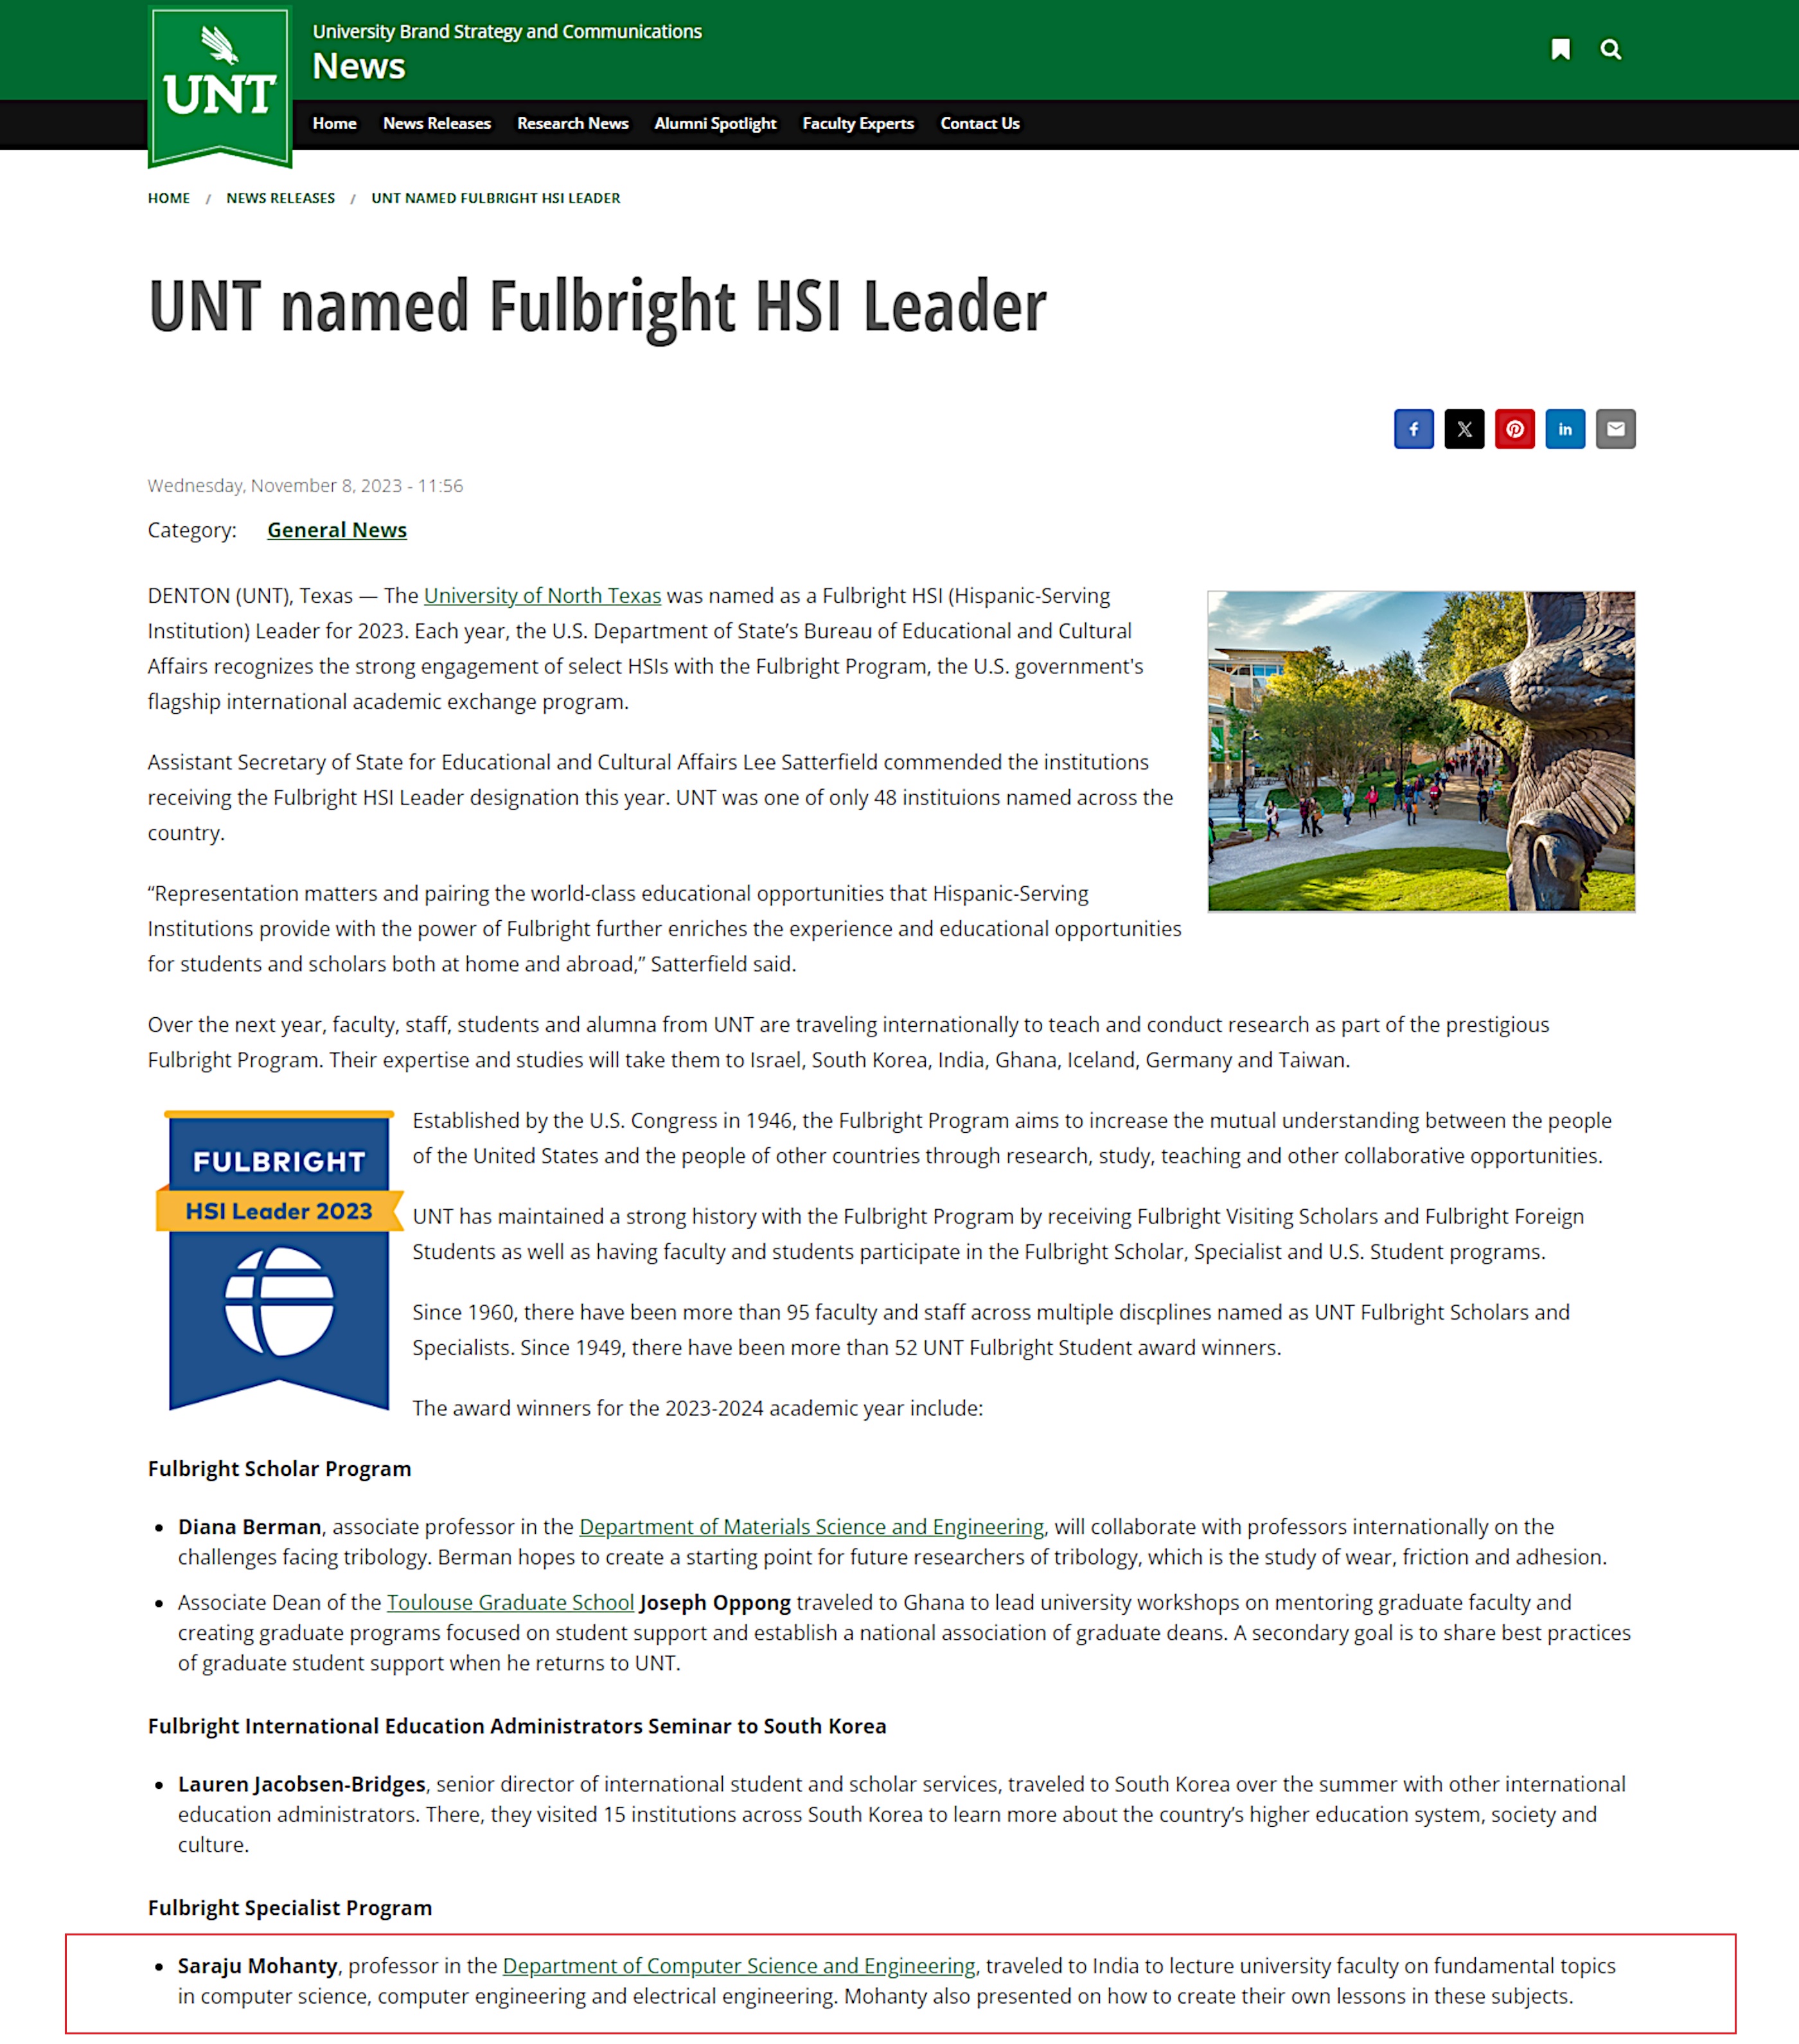 University Brand Strategy and Communications
News
UNT
Home News Releases Research News Alumni Spotlight Faculty Experts Contact Us
HOME / NEWS RELEASES / UNT NAMED FULBRIGHT HSI LEADER
UNT named Fulbright HSI Leader
Wednesday, November 8, 2023 - 11:56
Category: General News
DENTON (UNT), Texas — The University of North Texas was named as a Fulbright HSI (Hispanic-Serving
Institution) Leader for 2023. Each year, the U.S. Department of State’s Bureau of Educational and Cultural
Affairs recognizes the strong engagement of select HSIs with the Fulbright Program, the U.S. government's
flagship international academic exchange program.
Assistant Secretary of State for Educational and Cultural Affairs Lee Satterfield commended the institutions
receiving the Fulbright HSI Leader designation this year. UNT was one of only 48 instituions named across the
country.
“Representation matters and pairing the world-class educational opportunities that Hispanic-Serving
Institutions provide with the power of Fulbright further enriches the experience and educational opportunities
for students and scholars both at home and abroad,” Satterfield said.
Over the next year, faculty, staff, students and alumna from UNT are traveling internationally to teach and conduct research as part of the prestigious
Fulbright Program. Their expertise and studies will take them to Israel, South Korea, India, Ghana, Iceland, Germany and Taiwan.
FULBRIGHT
HSI Leader 2023
Established by the U.S. Congress in 1946, the Fulbright Program aims to increase the mutual understanding between the people
of the United States and the people of other countries through research, study, teaching and other collaborative opportunities.
UNT has maintained a strong history with the Fulbright Program by receiving Fulbright Visiting Scholars and Fulbright Foreign
Students as well as having faculty and students participate in the Fulbright Scholar, Specialist and U.S. Student programs.
Since 1960, there have been more than 95 faculty and staff across multiple discplines named as UNT Fulbright Scholars and
Specialists. Since 1949, there have been more than 52 UNT Fulbright Student award winners.
The award winners for the 2023-2024 academic year include:
Fulbright Scholar Program
• Diana Berman, associate professor in the Department of Materials Science and Engineering, will collaborate with professors internationally on the
challenges facing tribology. Berman hopes to create a starting point for future researchers of tribology, which is the study of wear, friction and adhesion.
• Associate Dean of the Toulouse Graduate School Joseph Oppong traveled to Ghana to lead university workshops on mentoring graduate faculty and
creating graduate programs focused on student support and establish a national association of graduate deans. A secondary goal is to share best practices
of graduate student support when he returns to UNT.
Fulbright International Education Administrators Seminar to South Korea
• Lauren Jacobsen-Bridges, senior director of international student and scholar services, traveled to South Korea over the summer with other international
education administrators. There, they visited 15 institutions across South Korea to learn more about the country’s higher education system, society and
culture.
Fulbright Specialist Program
• Saraju Mohanty, professor in the Department of Computer Science and Engineering, traveled to India to lecture university faculty on fundamental topics
in computer science, computer engineering and electrical engineering. Mohanty also presented on how to create their own lessons in these subjects.